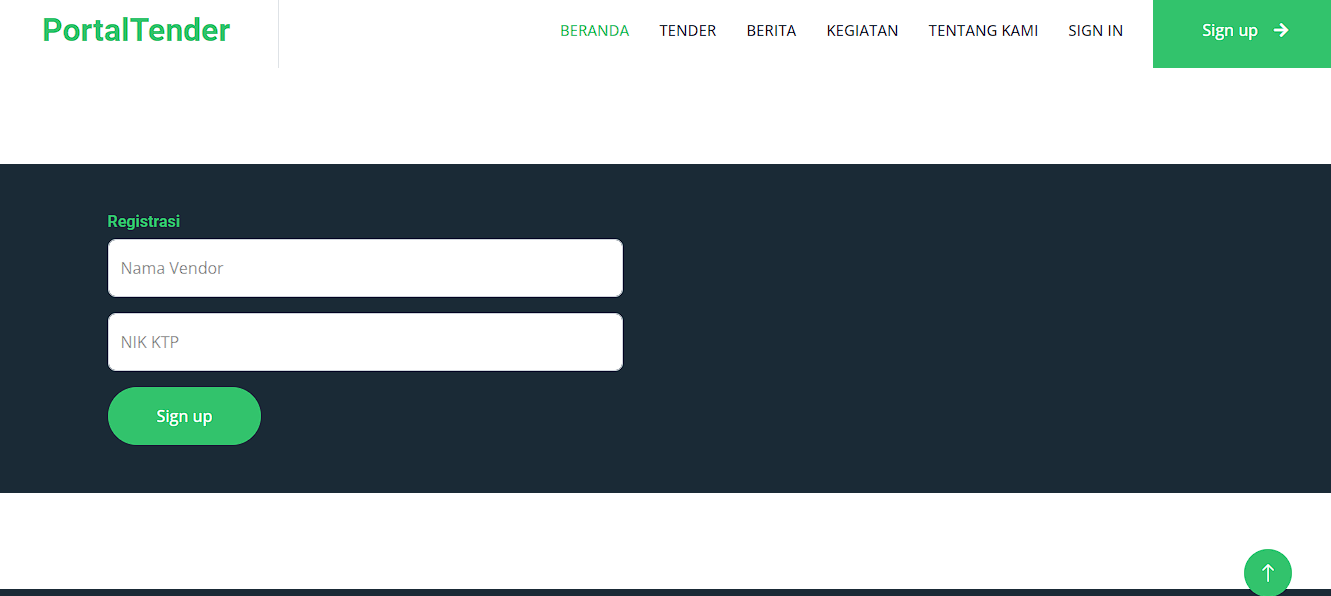 PortalTender
BERANDA TENDER BERITA KEGIATAN TENTANG KAMI SIGN IN Sign up
Registrasi
Nama Vendor
NIK KTP
Sign up